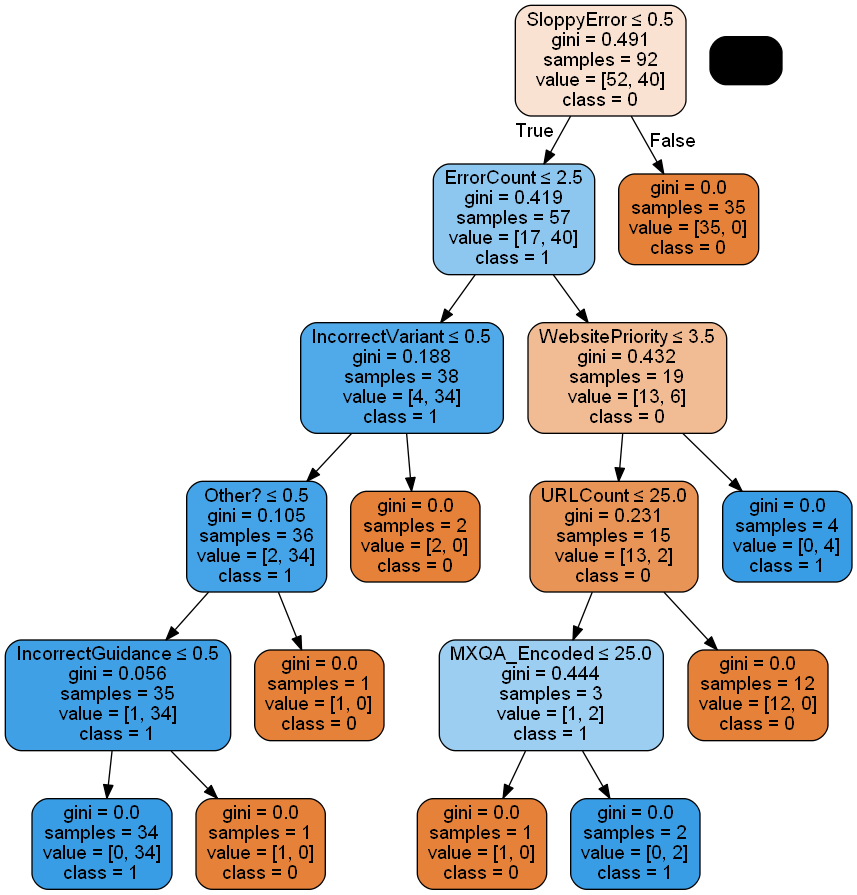 SloppyError ≤ 0.5
gini = 0.491
samples = 92
value = [52, 40]
class = 0
True
False
ErrorCount ≤ 2.5
gini = 0.419
samples = 57
value = [17, 40]
class = 1
gini = 0.0
samples = 35
value = [35, 0]
class = 0
IncorrectVariant ≤ 0.5
gini = 0.188
samples = 38
value = [4, 34]
class = 1
WebsitePriority ≤ 3.5
gini = 0.432
samples = 19
value = [13, 6]
class = 0
Other? ≤ 0.5
gini = 0.105
samples = 36
value = [2, 34]
class = 1
gini = 0.0
samples = 2
value = [2, 0]
class = 0
URLCount ≤ 25.0
gini = 0.231
samples = 15
value = [13, 2]
class = 0
gini = 0.0
samples = 4
value = [0, 4]
class = 1
IncorrectGuidance ≤ 0.5
gini = 0.056
samples = 35
value = [1, 34]
class = 1
gini = 0.0
samples = 1
value = [1, 0]
class = 0
MXQA_Encoded ≤ 25.0
gini = 0.444
samples = 3
value = [1, 2]
class = 1
gini = 0.0
samples = 12
value = [12, 0]
class = 0
gini = 0.0
samples = 34
value = [0, 34]
class = 1
gini = 0.0
samples = 1
value = [1, 0]
class = 0
gini = 0.0
samples = 1
value = [1, 0]
class = 0
gini = 0.0
samples = 2
value = [0, 2]
class = 1